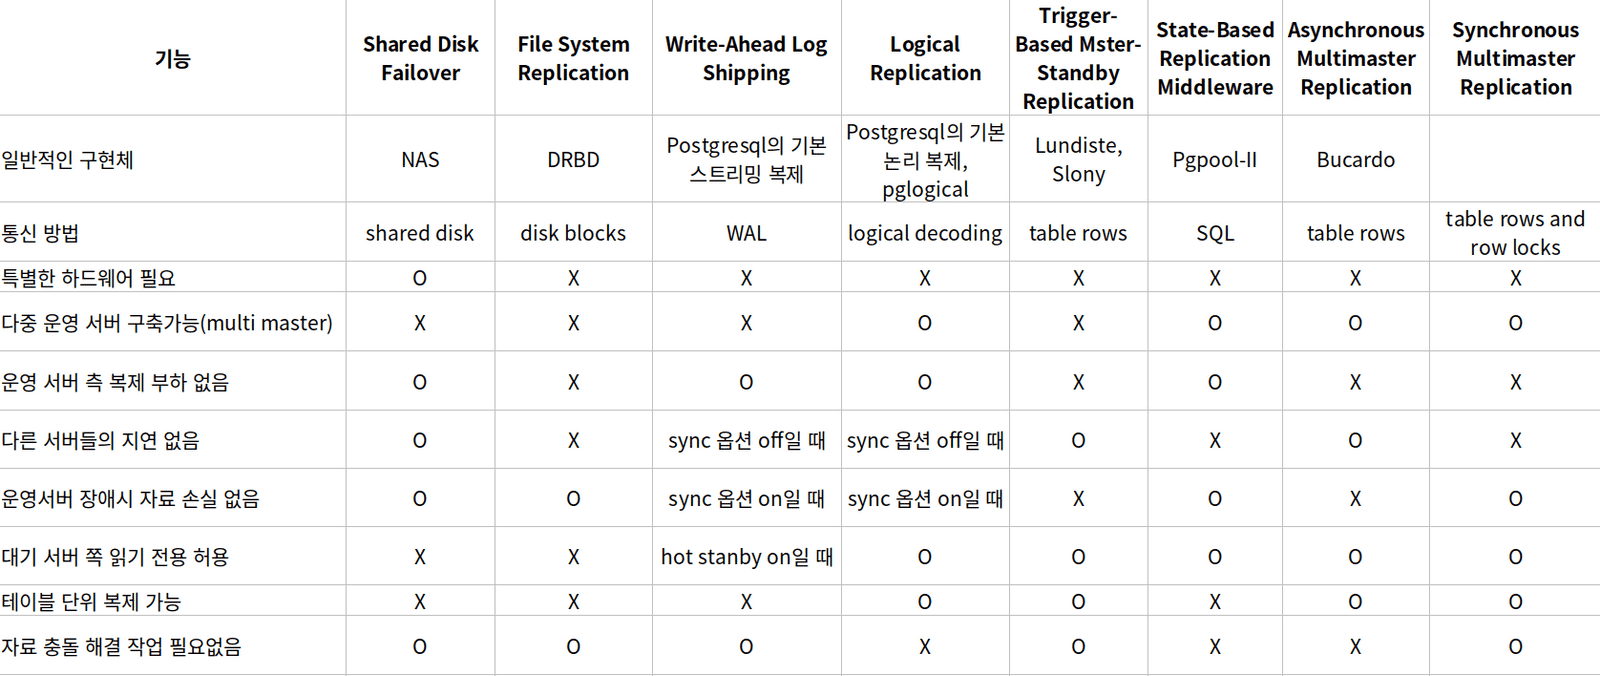 기능 Shared Disk Failover File System Replication Write-Ahead Log Shipping Logical Replication Trigger-Based Mster-Standby Replication State-Based Replication Middleware Asynchronous Multimaster Replication Synchronous Multimaster Replication
일반적인 구현체 NAS DRBD Postgresql의 기본 스트리밍 복제 Postgresql의 기본 논리 복제, pglogical Lundiste, Slony Pgpool-II Bucardo
통신 방법 shared disk disk blocks WAL logical decoding table rows SQL table rows table rows and row locks
특별한 하드웨어 필요 O X X X X X X X
다중 운영 서버 구축가능(multi master) X X X O X O O O
운영 서버 측 복제 부하 없음 O X O O X O X X
다른 서버들의 지연 없음 O X sync 옵션 off일 때 sync 옵션 off일 때 O X O X
운영서버 장애시 자료 손실 없음 O O sync 옵션 on일 때 sync 옵션 on일 때 X O X O
대기 서버 쪽 읽기 전용 허용 X X hot stanby on일 때 O O O O O
테이블 단위 복제 가능 X X X O O X O O
자료 충돌 해결 작업 필요없음 O O O X O X X O